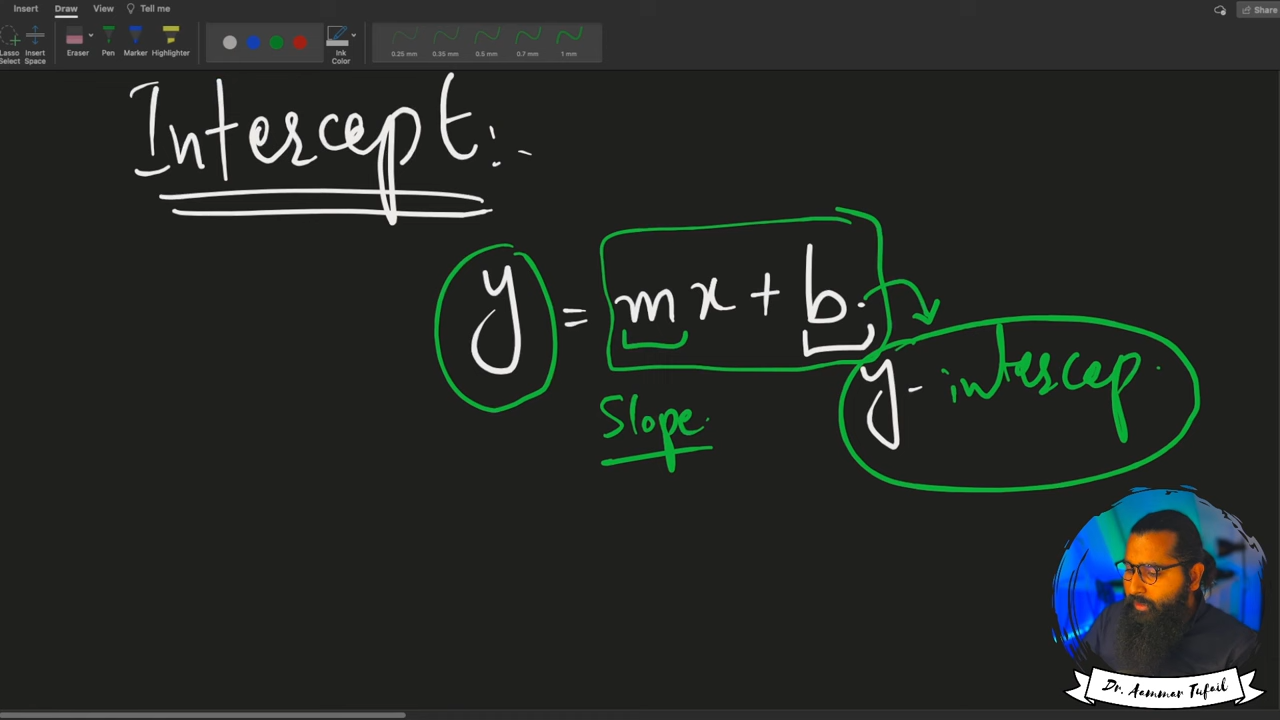 Insert Draw View Tell me
Share
Lasso Select
Insert Space
Eraser
Pen
Marker
Highlighter
Ink Color
0.25 mm
0.35 mm
0.5 mm
0.7 mm
1 mm
Intercept:-
y = mx + b.
y-intercep.
Slope.
Dr. Aammar Tufail